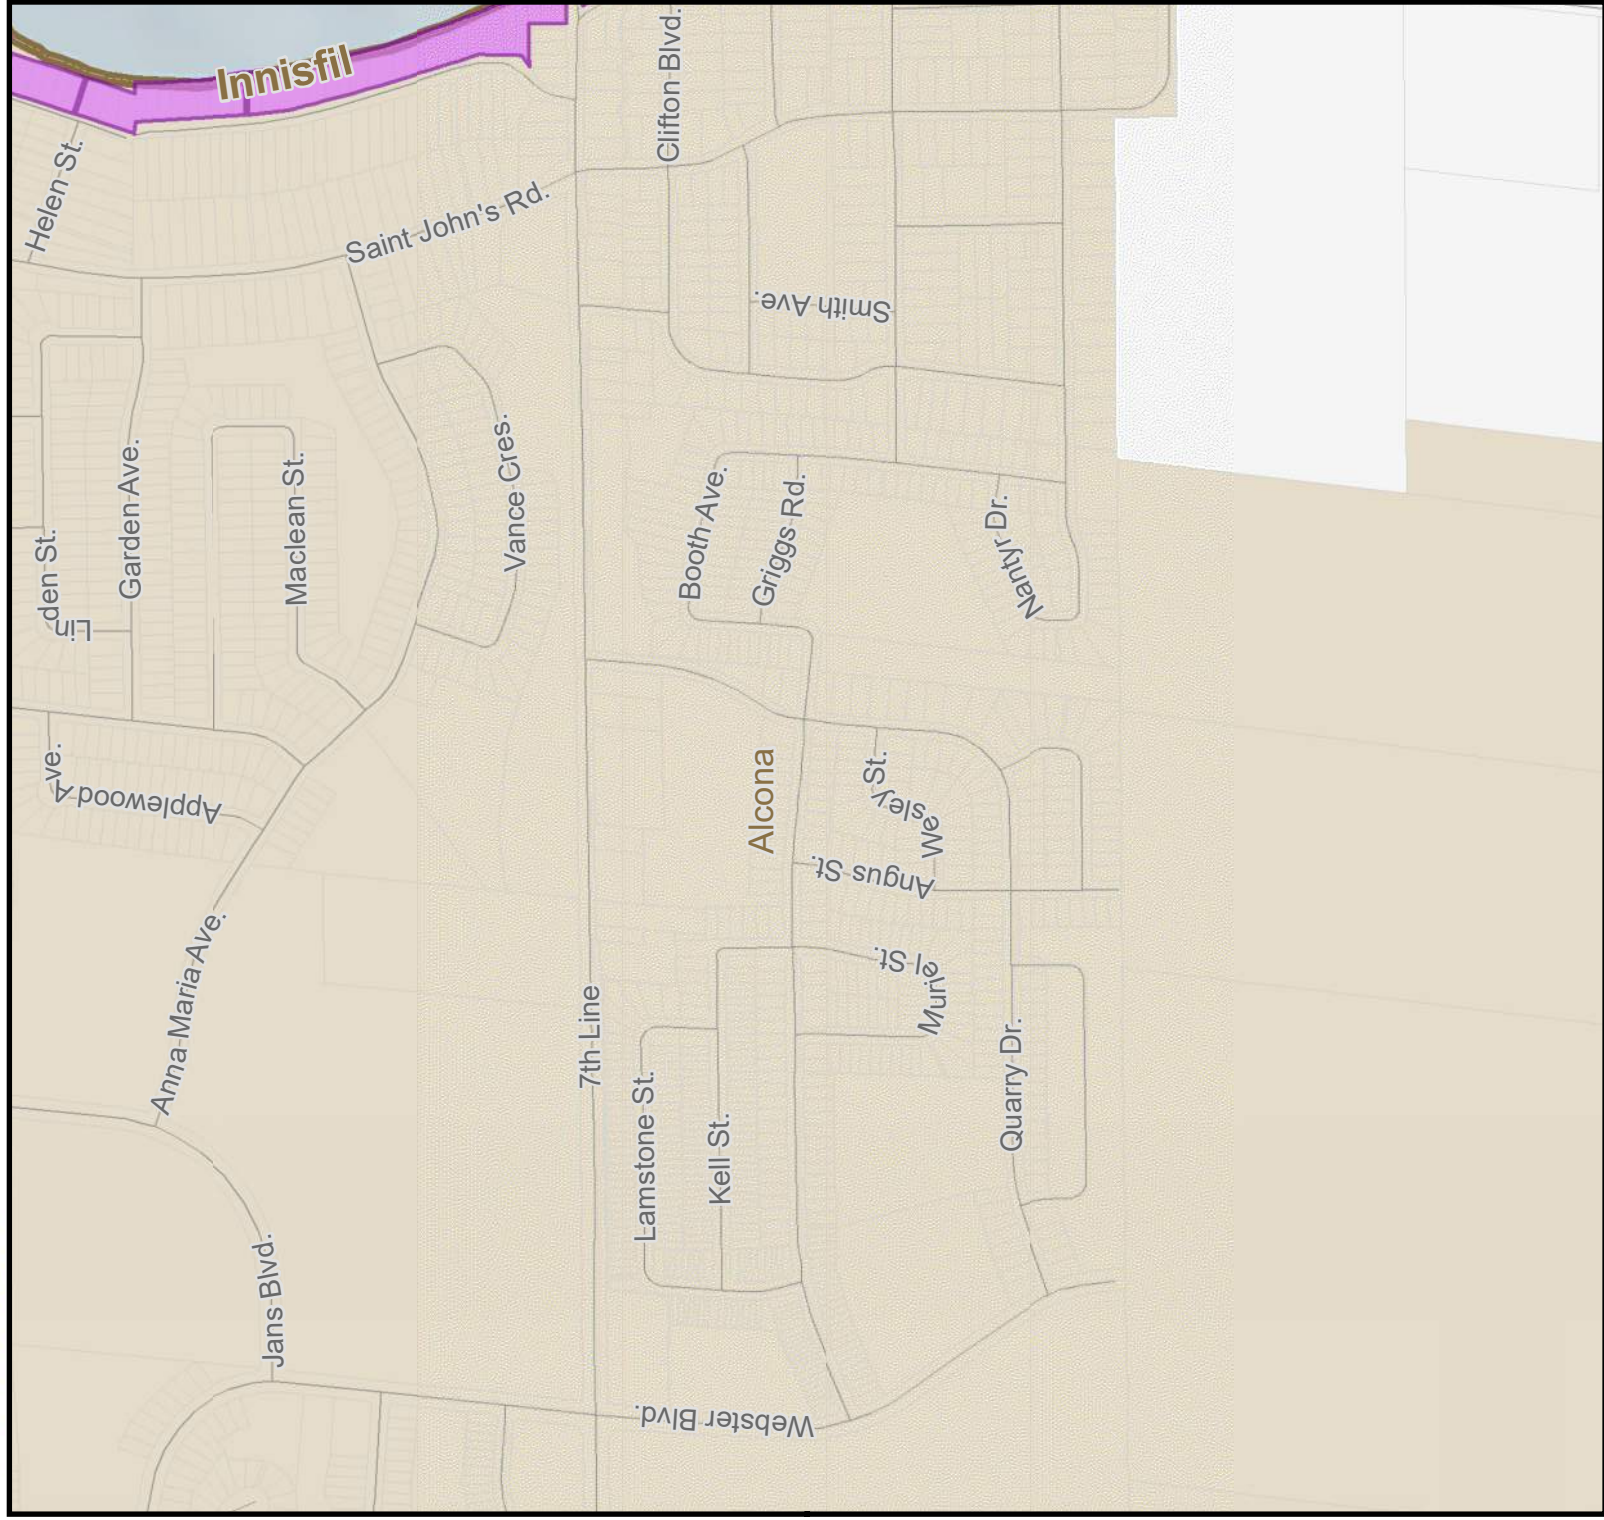 Innisfil
Clifton Blvd.
Helen St.
Saint John's Rd.
Smith Ave.
Garden Ave.
Maclean St.
Vance Cres.
Booth Ave.
Griggs Rd.
Nantyr Dr.
Linden St.
Applewood Ave.
Alcona
Wesley St.
Angus St.
Anna Maria Ave.
7th Line
Muriel St.
Quarry Dr.
Lamstone St.
Kell St.
Jans Blvd.
Webster Blvd.